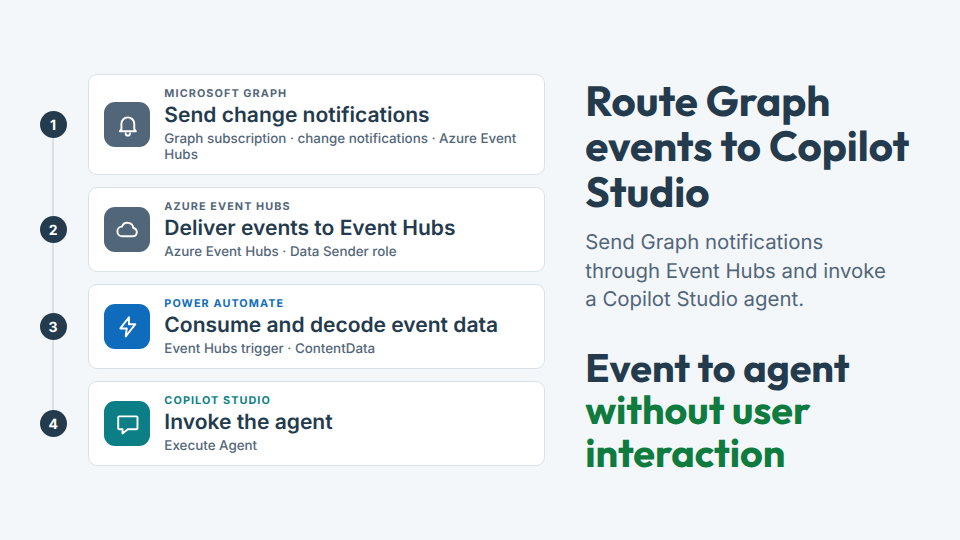 1
MICROSOFT GRAPH
Send change notifications
Graph subscription · change notifications · Azure Event
Hubs
2
AZURE EVENT HUBS
Deliver events to Event Hubs
Azure Event Hubs · Data Sender role
3
POWER AUTOMATE
Consume and decode event data
Event Hubs trigger · ContentData
4
COPILOT STUDIO
Invoke the agent
Execute Agent
Route Graph
events to Copilot
Studio
Send Graph notifications
through Event Hubs and invoke
a Copilot Studio agent.
Event to agent
without user
interaction